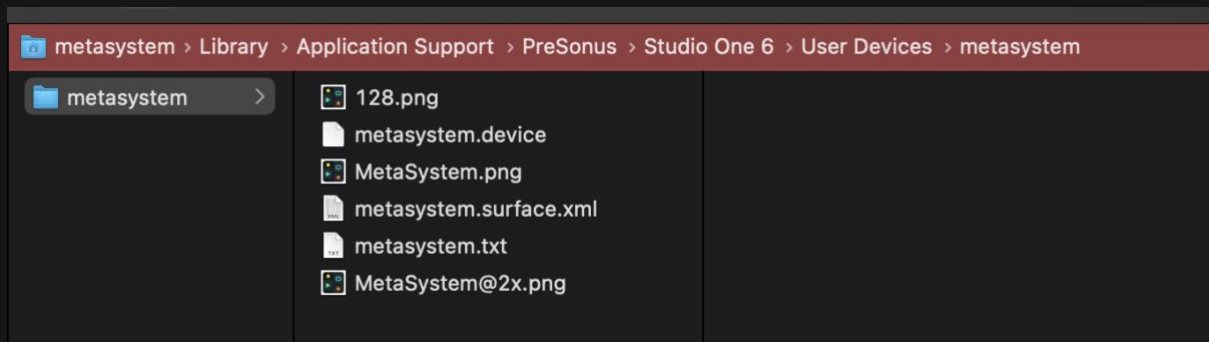 metasystem › Library › Application Support › PreSonus › Studio One 6 › User Devices › metasystem
metasystem
128.png
metasystem.device
MetaSystem.png
metasystem.surface.xml
metasystem.txt
MetaSystem@2x.png